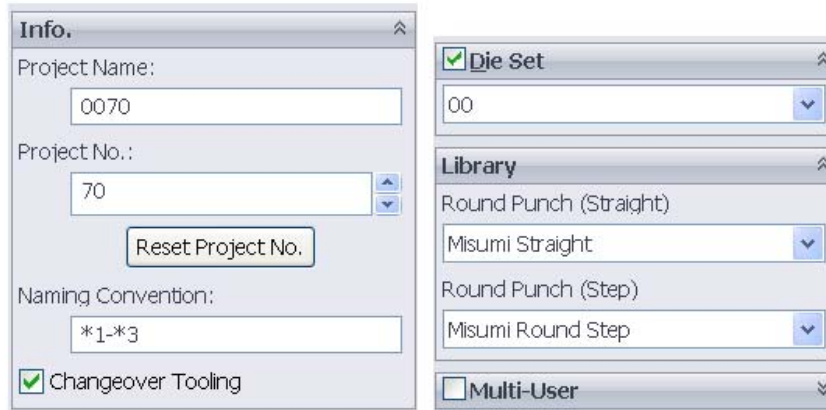 Info.
Project Name:
0070
Project No.:
70
Reset Project No.
Naming Convention:
*1-*3
Changeover Tooling
Die Set
00
Library
Round Punch (Straight)
Misumi Straight
Round Punch (Step)
Misumi Round Step
Multi-User